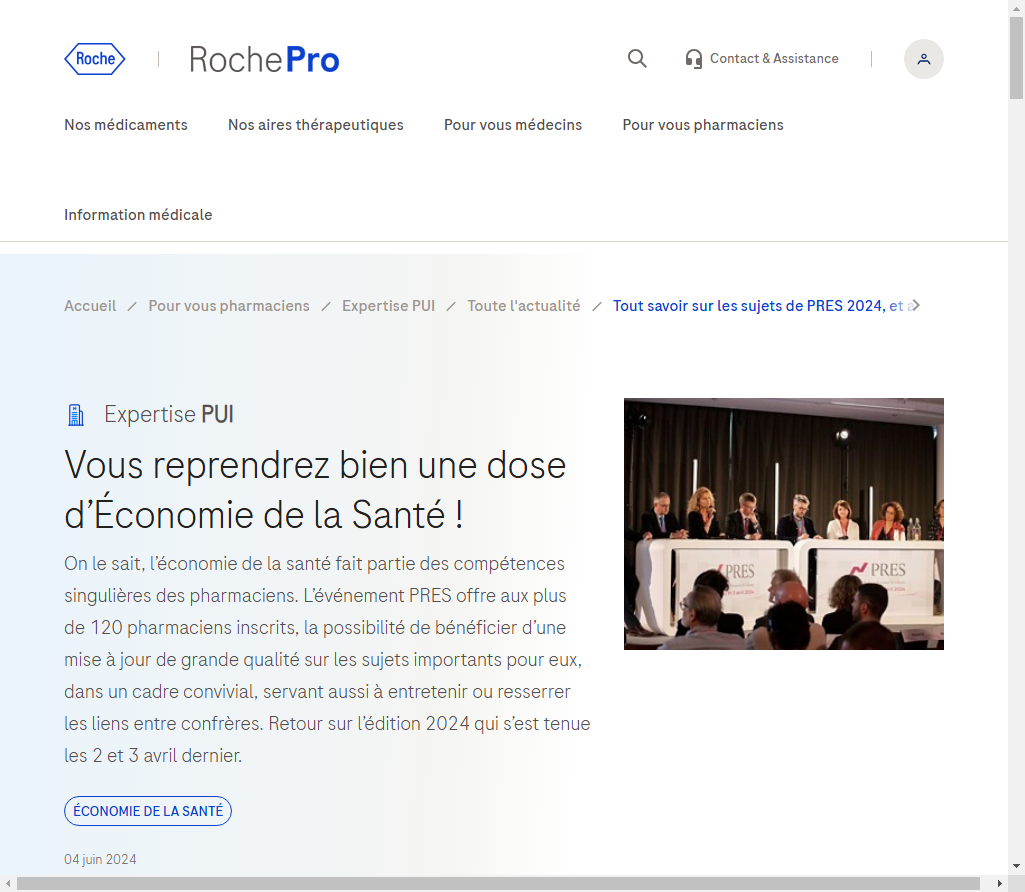 Roche
RochePro
Contact & Assistance
Nos médicaments
Nos aires thérapeutiques
Pour vous médecins
Pour vous pharmaciens
Information médicale
Accueil / Pour vous pharmaciens / Expertise PUI / Toute l'actualité / Tout savoir sur les sujets de PRES 2024, et
Expertise PUI
Vous reprendrez bien une dose
d’Économie de la Santé !
On le sait, l’économie de la santé fait partie des compétences
singulières des pharmaciens. L’événement PRES offre aux plus
de 120 pharmaciens inscrits, la possibilité de bénéficier d’une
mise à jour de grande qualité sur les sujets importants pour eux,
dans un cadre convivial, servant aussi à entretenir ou resserrer
les liens entre confrères. Retour sur l’édition 2024 qui s’est tenue
les 2 et 3 avril dernier.
PRES
PRES
ÉCONOMIE DE LA SANTÉ
04 juin 2024